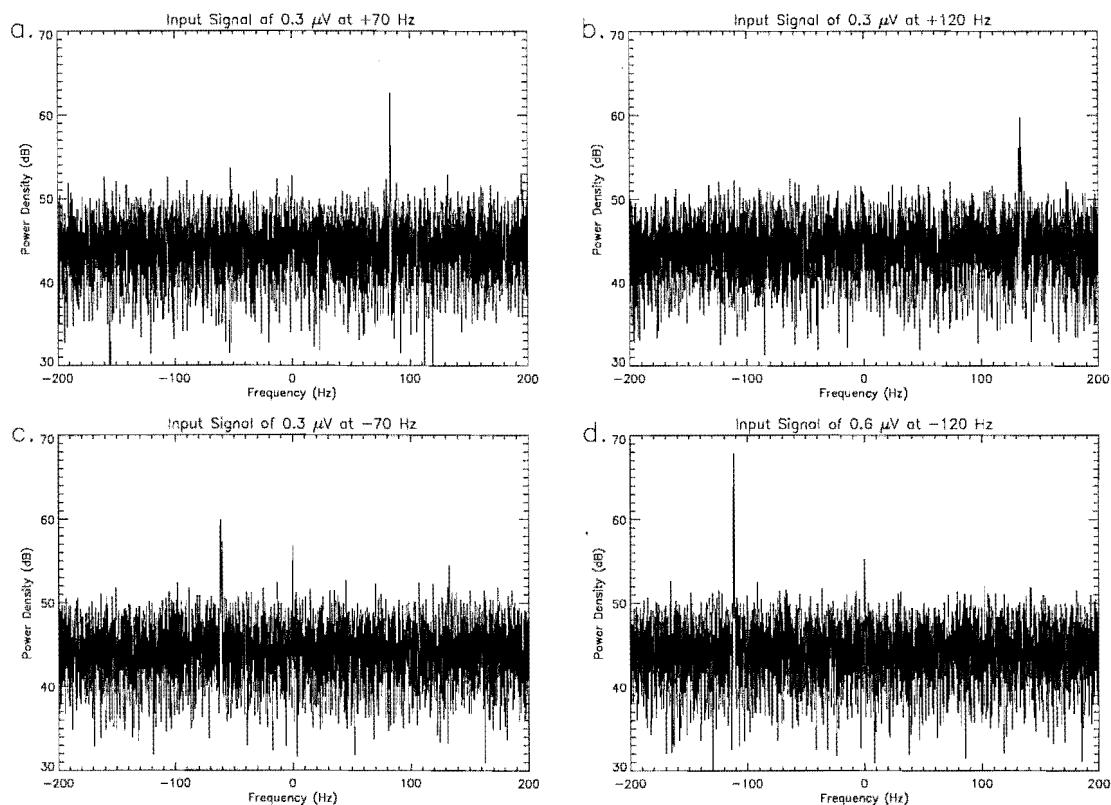 a.
Input Signal of 0.3 μV at +70 Hz
70
60
50
40
30
Power Density (dB)
-200
-100
0
100
200
Frequency (Hz)
b.
Input Signal of 0.3 μV at +120 Hz
70
60
50
40
30
Power Density (dB)
-200
-100
0
100
200
Frequency (Hz)
c.
Input Signal of 0.3 μV at -70 Hz
70
60
50
40
30
Power Density (dB)
-200
-100
0
100
200
Frequency (Hz)
d.
Input Signal of 0.6 μV at -120 Hz
70
60
50
40
30
Power Density (dB)
-200
-100
0
100
200
Frequency (Hz)